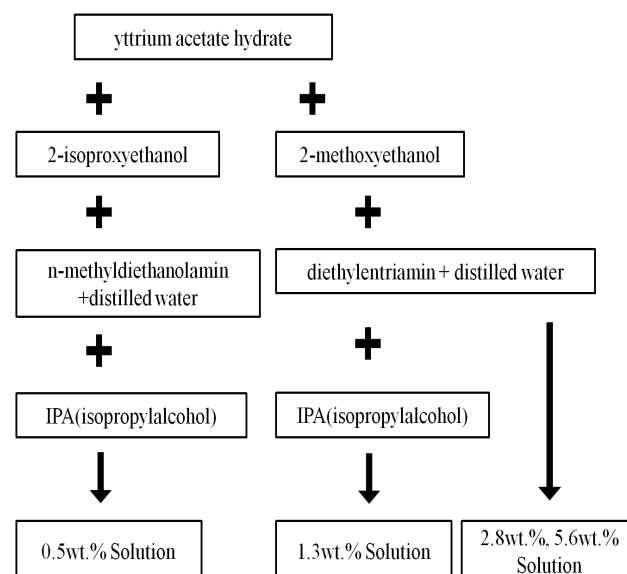 yttrium acetate hydrate
2-isoproxyethanol
2-methoxyethanol
n-methyldiethanolamin
+distilled water
diethylentriamin + distilled water
IPA(isopropylalcohol)
IPA(isopropylalcohol)
0.5wt.% Solution
1.3wt.% Solution
2.8wt.%, 5.6wt.%
Solution